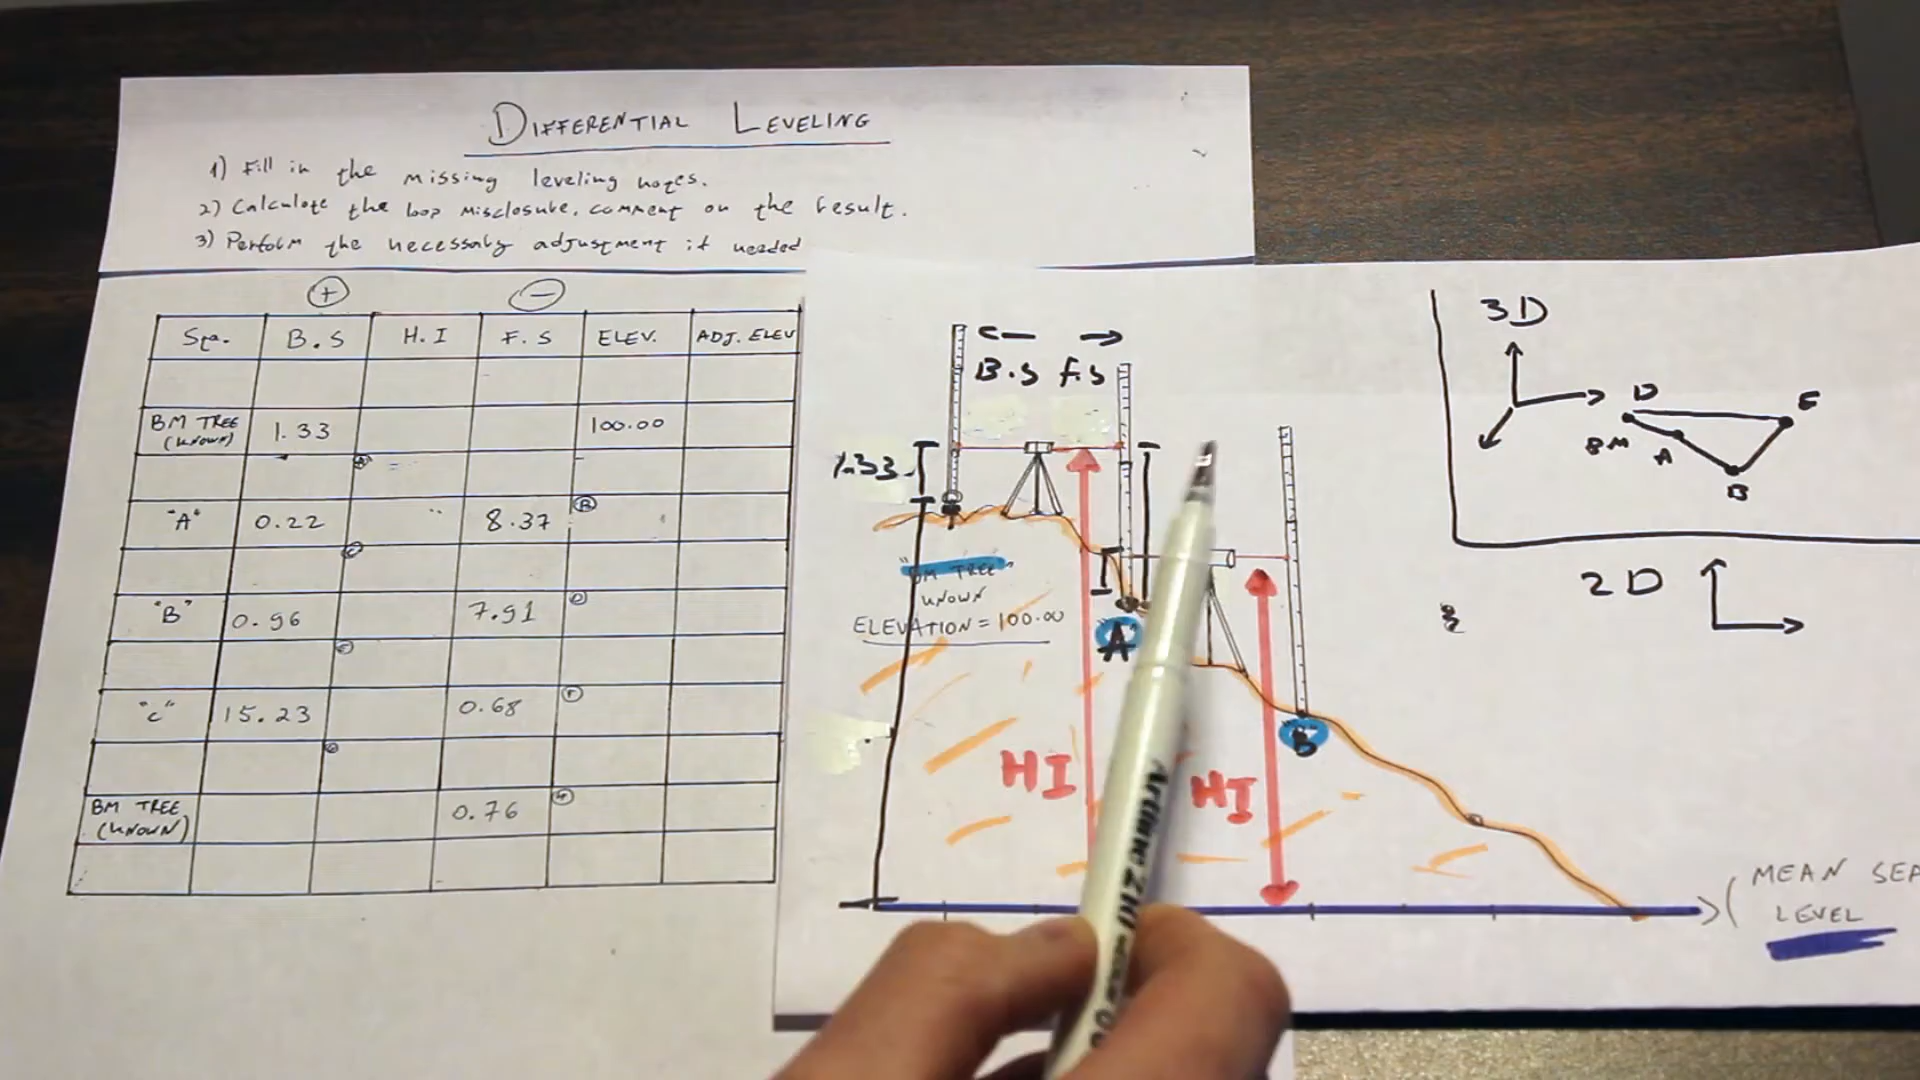 DIFFERENTIAL LEVELING
1) Fill in the missing leveling notes.
2) Calculate the loop misclosure, comment on the result.
3) Perform the necessary adjustment if needed
+ −
Sta. B.S H.I F.S ELEV. ADJ. ELEV
BM TREE (KNOWN) 1.33 100.00
A
"A" 0.22 8.37 B
C
"B" 0.96 7.91 D
E
"C" 15.23 0.68 F
G
BM TREE (KNOWN) 0.76 H
B.S F.S
1.33
"BM TREE"
KNOWN
ELEVATION = 100.00
"A"
"B"
HI
HI
MEAN SEA
LEVEL
3D
D
BM
A
B
2D